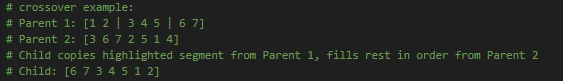 # crossover example:
# Parent 1: [1 2 | 3 4 5 | 6 7]
# Parent 2: [3 6 7 2 5 1 4]
# Child copies highlighted segment from Parent 1, fills rest in order from Parent 2
# Child: [6 7 3 4 5 1 2]